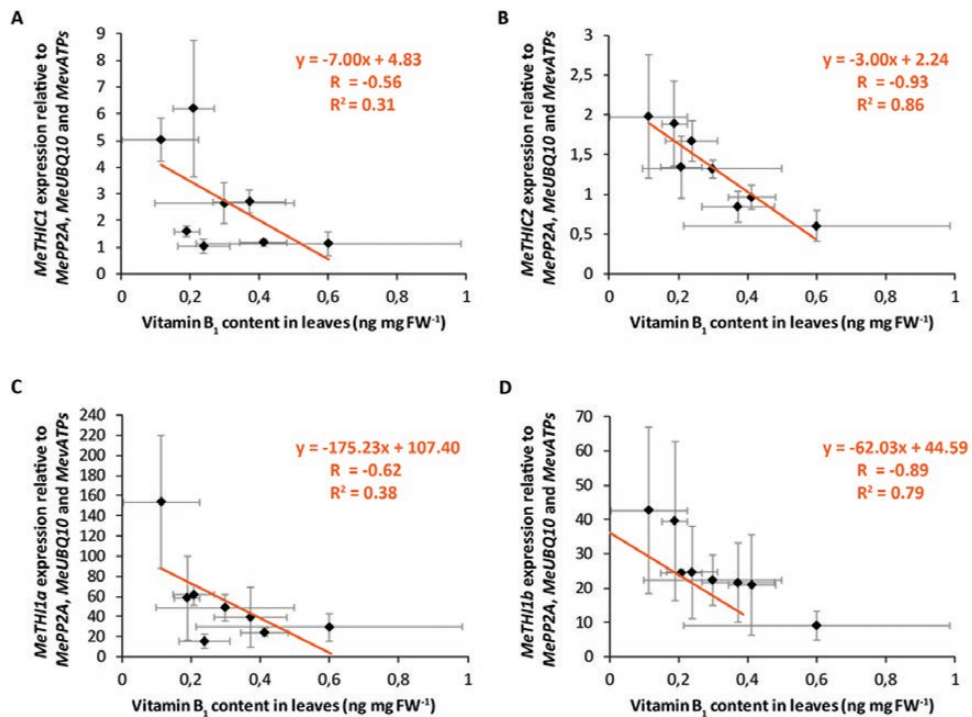 A
MeTHIC1 expression relative to
MePP2A, MeUBQ10 and MevATPs
9
8
7
6
5
4
3
2
1
0
y = -7.00x + 4.83
R = -0.56
R² = 0.31
0 0,2 0,4 0,6 0,8 1
Vitamin B₁ content in leaves (ng mg FW⁻¹)
B
MeTHIC2 expression relative to
MePP2A, MeUBQ10 and MevATPs
3
2,5
2
1,5
1
0,5
0
y = -3.00x + 2.24
R = -0.93
R² = 0.86
0 0,2 0,4 0,6 0,8 1
Vitamin B₁ content in leaves (ng mg FW⁻¹)
C
MeTHI1a expression relative to
MePP2A, MeUBQ10 and MevATPs
240
220
200
180
160
140
120
100
80
60
40
20
0
y = -175.23x + 107.40
R = -0.62
R² = 0.38
0 0,2 0,4 0,6 0,8 1
Vitamin B₁ content in leaves (ng mg FW⁻¹)
D
MeTHI1b expression relative to
MePP2A, MeUBQ10 and MevATPs
70
60
50
40
30
20
10
0
y = -62.03x + 44.59
R = -0.89
R² = 0.79
0 0,2 0,4 0,6 0,8 1
Vitamin B₁ content in leaves (ng mg FW⁻¹)